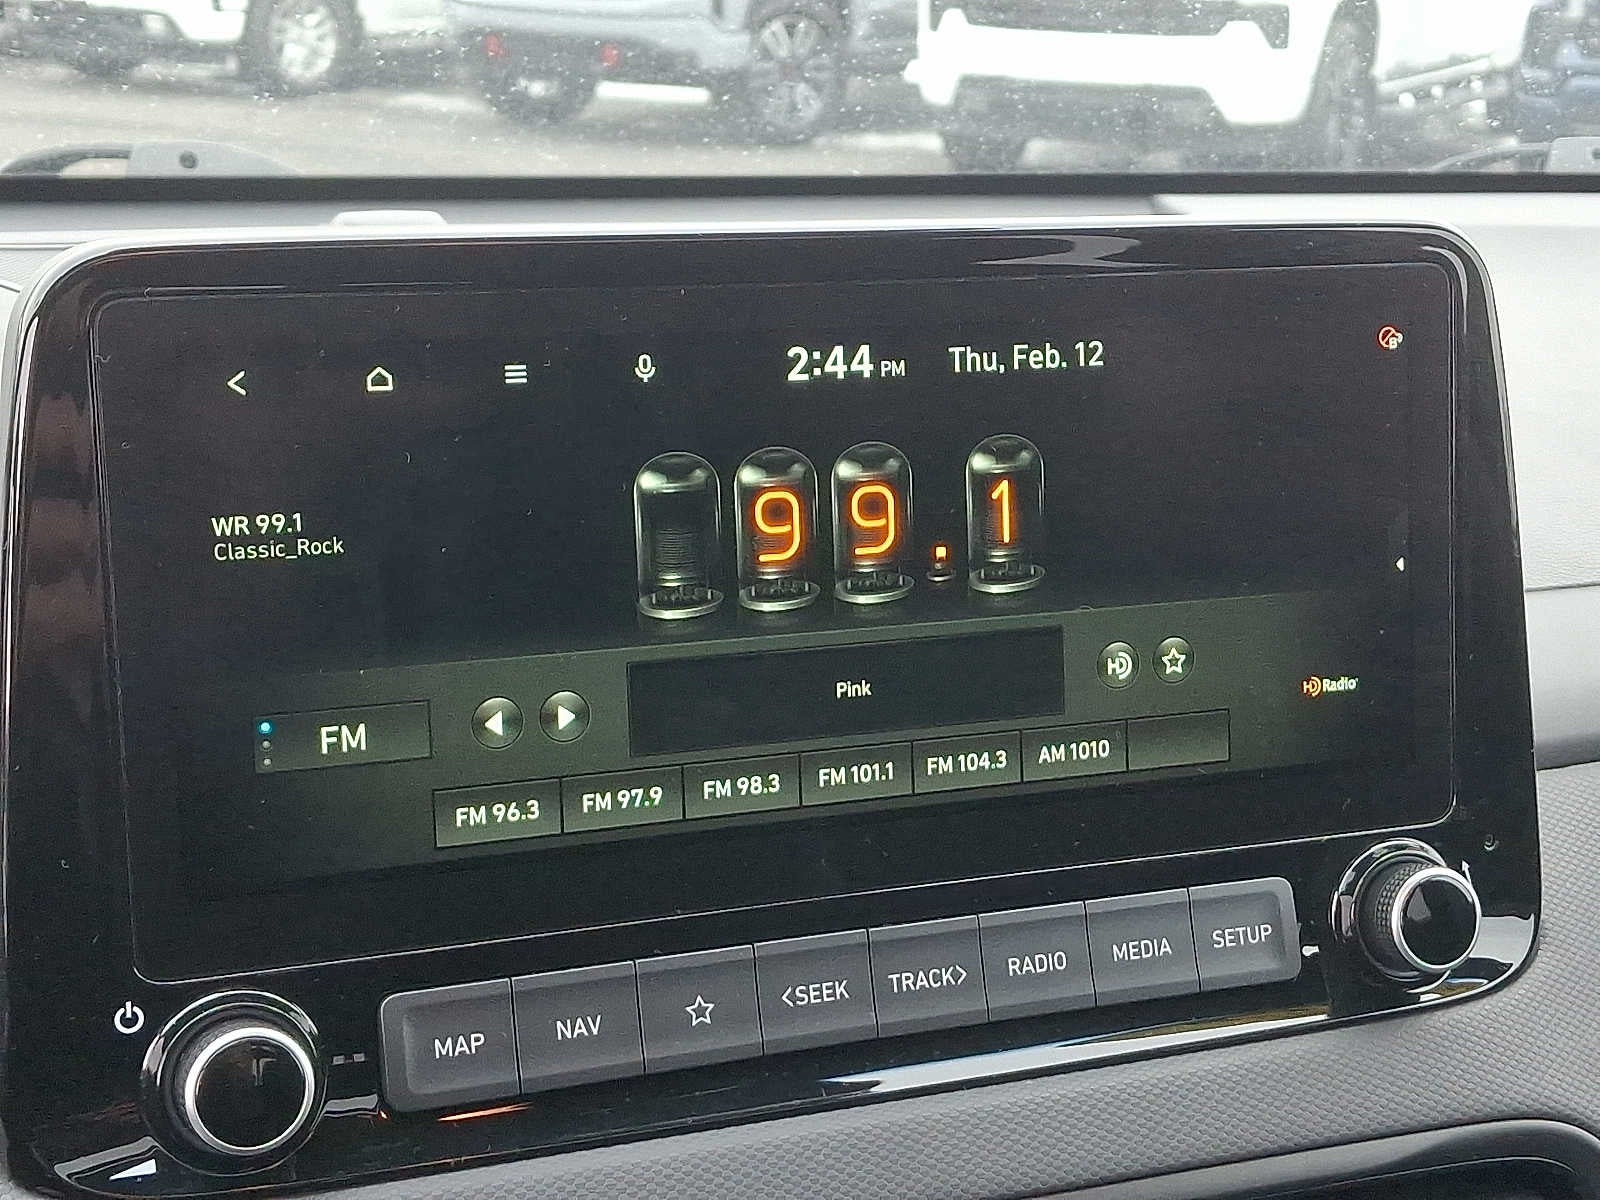 2:44 PM Thu, Feb. 12
WR 99.1
Classic_Rock
99.1
Pink
HD
HD Radio
FM
FM 96.3
FM 97.9
FM 98.3
FM 101.1
FM 104.3
AM 1010
MAP
NAV
<SEEK
TRACK>
RADIO
MEDIA
SETUP